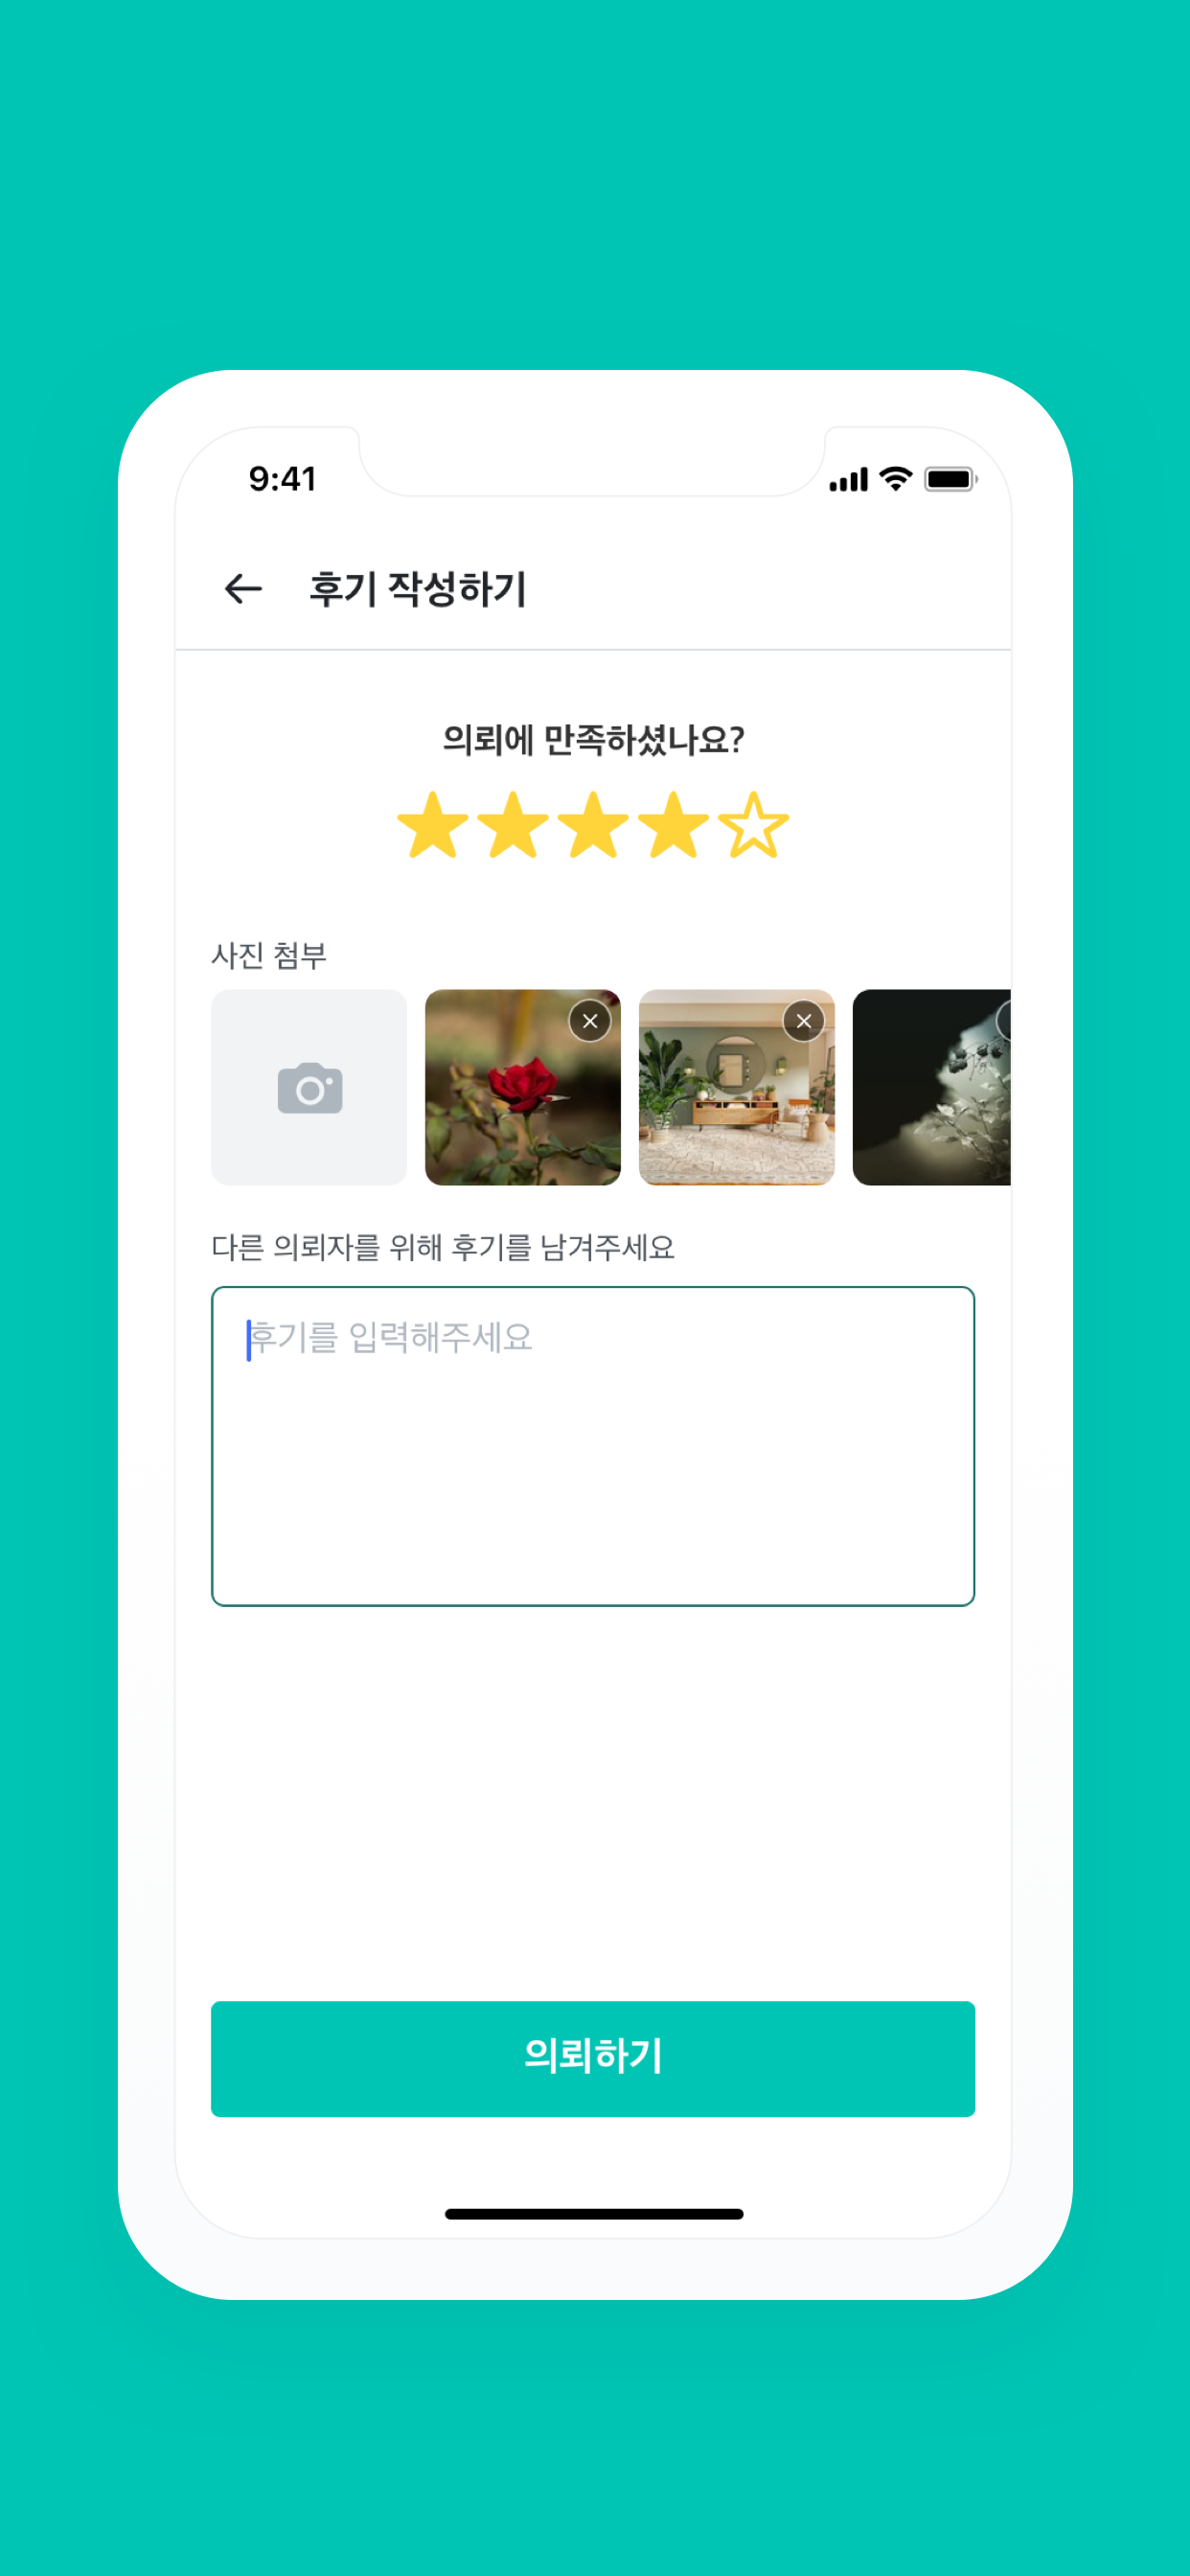 9:41
후기 작성하기
의뢰에 만족하셨나요?
사진 첨부
다른 의뢰자를 위해 후기를 남겨주세요
후기를 입력해주세요
의뢰하기